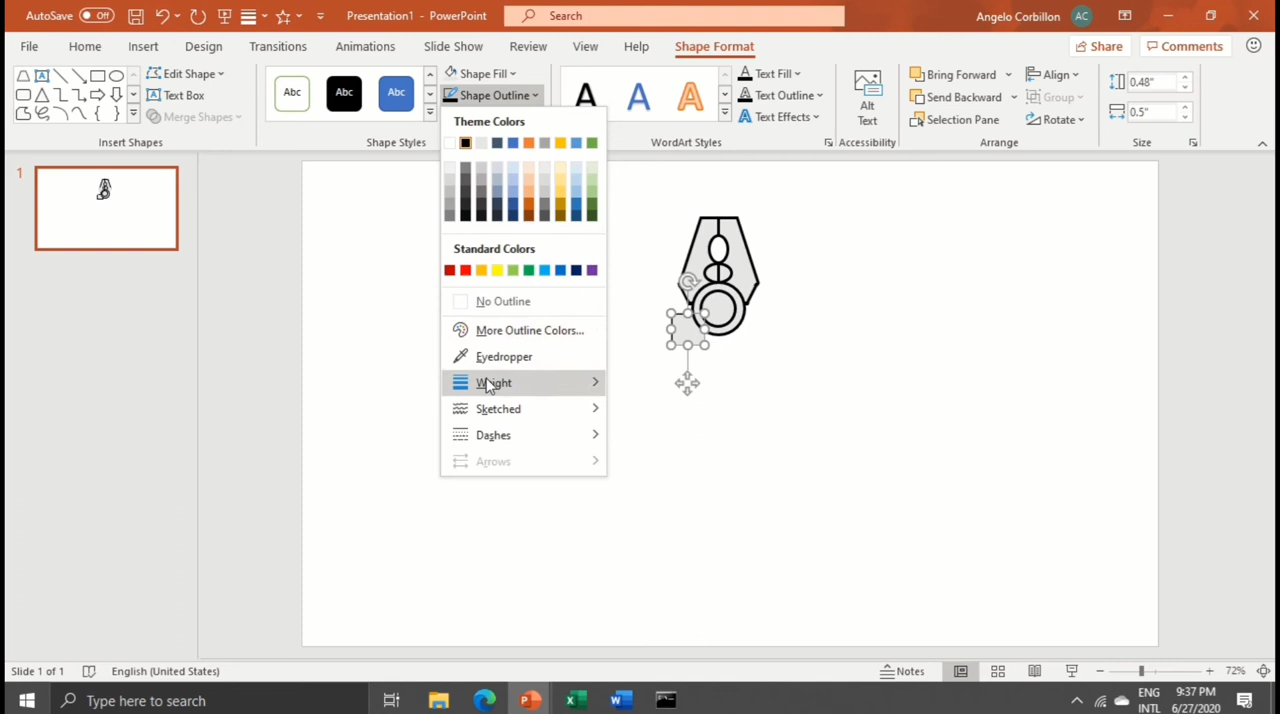 AutoSave Off Presentation1 - PowerPoint Search Angelo Corbillon AC
File Home Insert Design Transitions Animations Slide Show Review View Help Shape Format Share Comments
A Edit Shape Abc Abc Abc Shape Fill A A A Text Fill Bring Forward Align 0.48"
Text Box Shape Outline Text Outline Alt Text Send Backward Group
Merge Shapes Text Effects Selection Pane Rotate 0.5"
Insert Shapes Shape Styles WordArt Styles Accessibility Arrange Size
Theme Colors
Standard Colors
No Outline
More Outline Colors...
Eyedropper
Weight
Sketched
Dashes
Arrows
1
Slide 1 of 1 English (United States) Notes 72%
Type here to search ENG INTL 9:37 PM 6/27/2020